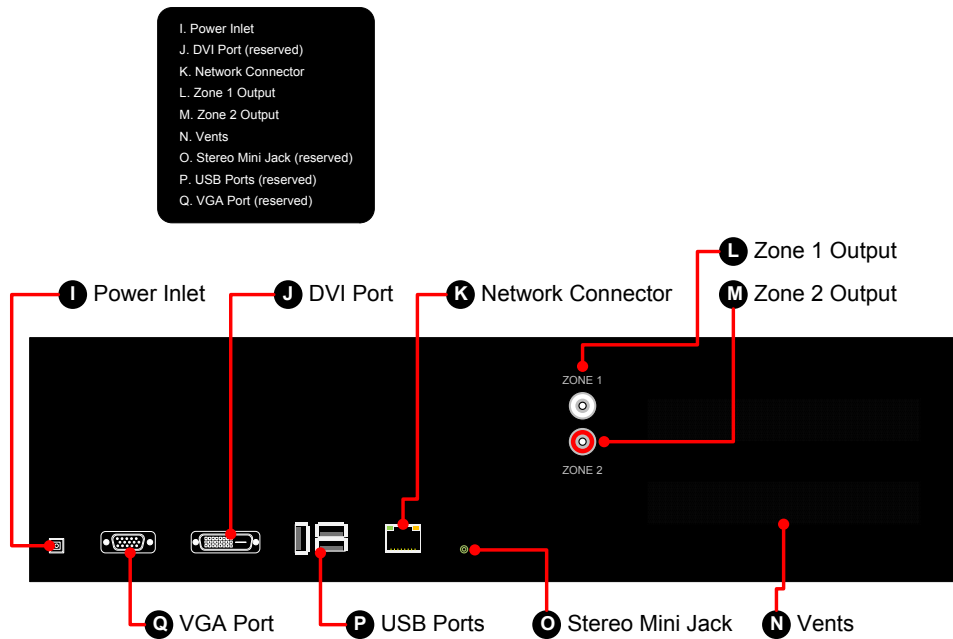 I. Power Inlet
J. DVI Port (reserved)
K. Network Connector
L. Zone 1 Output
M. Zone 2 Output
N. Vents
O. Stereo Mini Jack (reserved)
P. USB Ports (reserved)
Q. VGA Port (reserved)
L Zone 1 Output
I Power Inlet
J DVI Port
K Network Connector
M Zone 2 Output
ZONE 1
ZONE 2
Q VGA Port
P USB Ports
O Stereo Mini Jack
N Vents